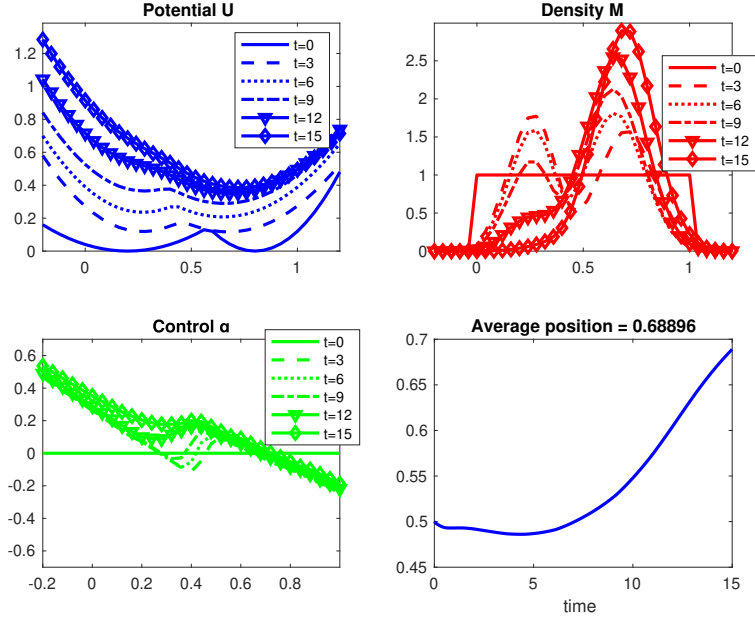 Potential U
1.2
1
0.8
0.6
0.4
0.2
0
0
0.5
1
t=0
t=3
t=6
t=9
t=12
t=15
Density M
2.5
2
1.5
1
0.5
0
0
0.5
1
t=0
t=3
t=6
t=9
t=12
t=15
Control α
0.6
0.4
0.2
0
-0.2
-0.4
-0.6
-0.2
0
0.2
0.4
0.6
0.8
t=0
t=3
t=6
t=9
t=12
t=15
Average position = 0.68896
0.7
0.65
0.6
0.55
0.5
0.45
0
5
10
15
time